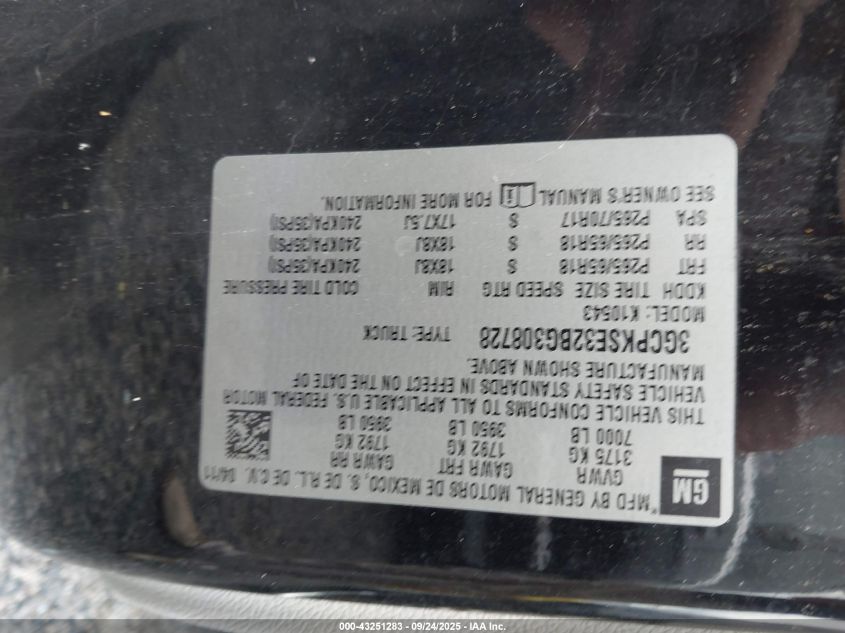 GM
*MFD BY GENERAL MOTORS DE MEXICO, S. DE R.L. DE C.V. 04/11
GVWR GAWR FRT GAWR RR
3175 KG 1792 KG 1792 KG
7000 LB 3950 LB 3950 LB
THIS VEHICLE CONFORMS TO ALL APPLICABLE U.S. FEDERAL MOTOR
VEHICLE SAFETY STANDARDS IN EFFECT ON THE DATE OF
MANUFACTURE SHOWN ABOVE.
3GCPKSE32BG308728 TYPE: TRUCK
MODEL: K10543
KDDH TIRE SIZE SPEED RTG RIM COLD TIRE PRESSURE
FRT P265/65R18 S 18X8J 240KPA(35PSI)
RR P265/65R18 S 18X8J 240KPA(35PSI)
SPA P265/70R17 S 17X7.5J 240KPA(35PSI)
SEE OWNER'S MANUAL FOR MORE INFORMATION.
000-43251283 - 09/24/2025 - IAA Inc.